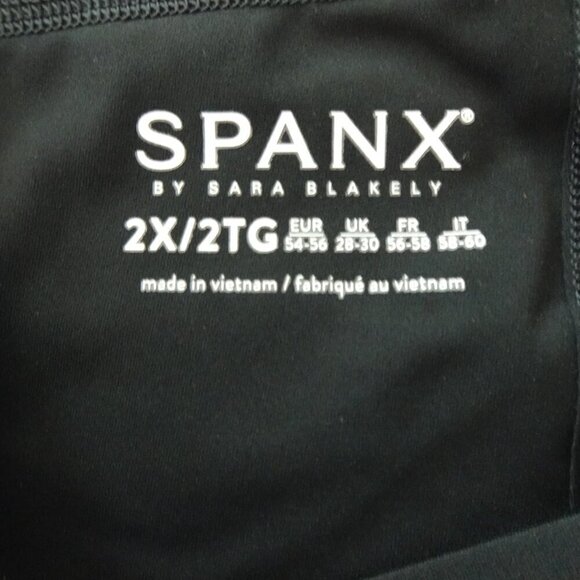 SPANX®
BY SARA BLAKELY
2X/2TG EUR 54-56 UK 28-30 FR 56-58 IT 58-60
made in vietnam / fabriqué au vietnam